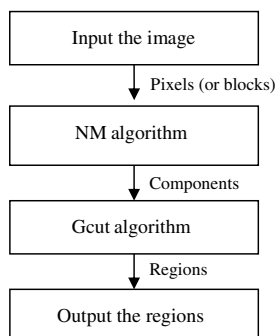 Input the image
Pixels (or blocks)
NM algorithm
Components
Gcut algorithm
Regions
Output the regions